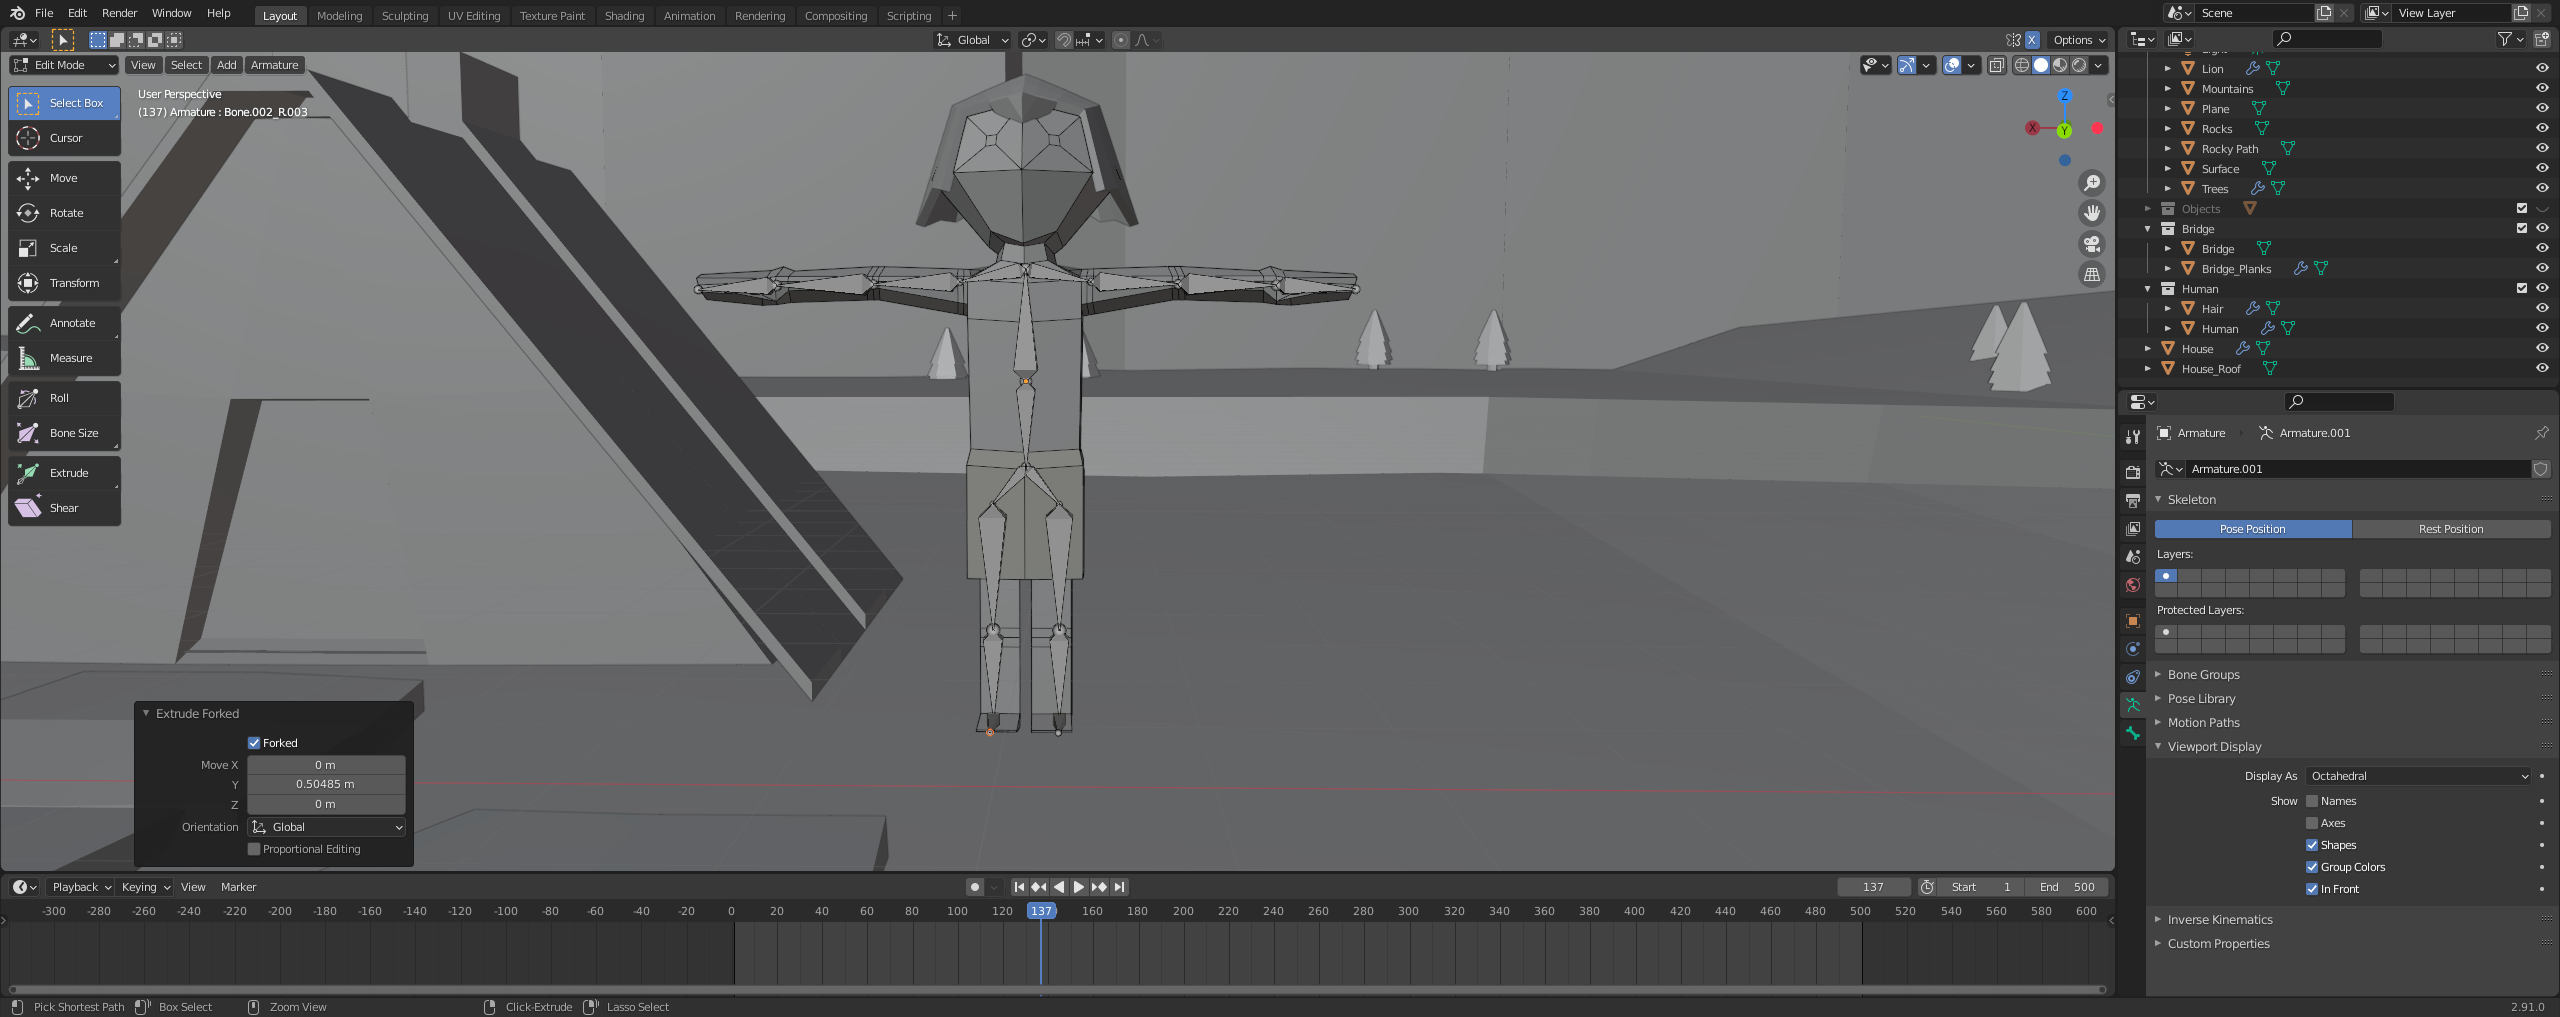 File Edit Render Window Help Layout Modeling Sculpting UV Editing Texture Paint Shading Animation Rendering Compositing Scripting + Scene View Layer
Global X Options
Edit Mode View Select Add Armature
User Perspective
(137) Armature : Bone.002_R.003
Select Box
Cursor
Move
Rotate
Scale
Transform
Annotate
Measure
Roll
Bone Size
Extrude
Shear
Z
X
Y
Extrude Forked
Forked
Move X 0 m
Y 0.50485 m
Z 0 m
Orientation Global
Proportional Editing
Light
Lion
Mountains
Plane
Rocks
Rocky Path
Surface
Trees
Objects
Bridge
Bridge
Bridge_Planks
Human
Hair
Human
House
House_Roof
Armature Armature.001
Armature.001
Skeleton
Pose Position Rest Position
Layers:
Protected Layers:
Bone Groups
Pose Library
Motion Paths
Viewport Display
Display As Octahedral
Show Names
Axes
Shapes
Group Colors
In Front
Inverse Kinematics
Custom Properties
Playback Keying View Marker 137 Start 1 End 500
-300 -280 -260 -240 -220 -200 -180 -160 -140 -120 -100 -80 -60 -40 -20 0 20 40 60 80 100 120 137 160 180 200 220 240 260 280 300 320 340 360 380 400 420 440 460 480 500 520 540 560 580 600
Pick Shortest Path Box Select Zoom View Click-Extrude Lasso Select 2.91.0